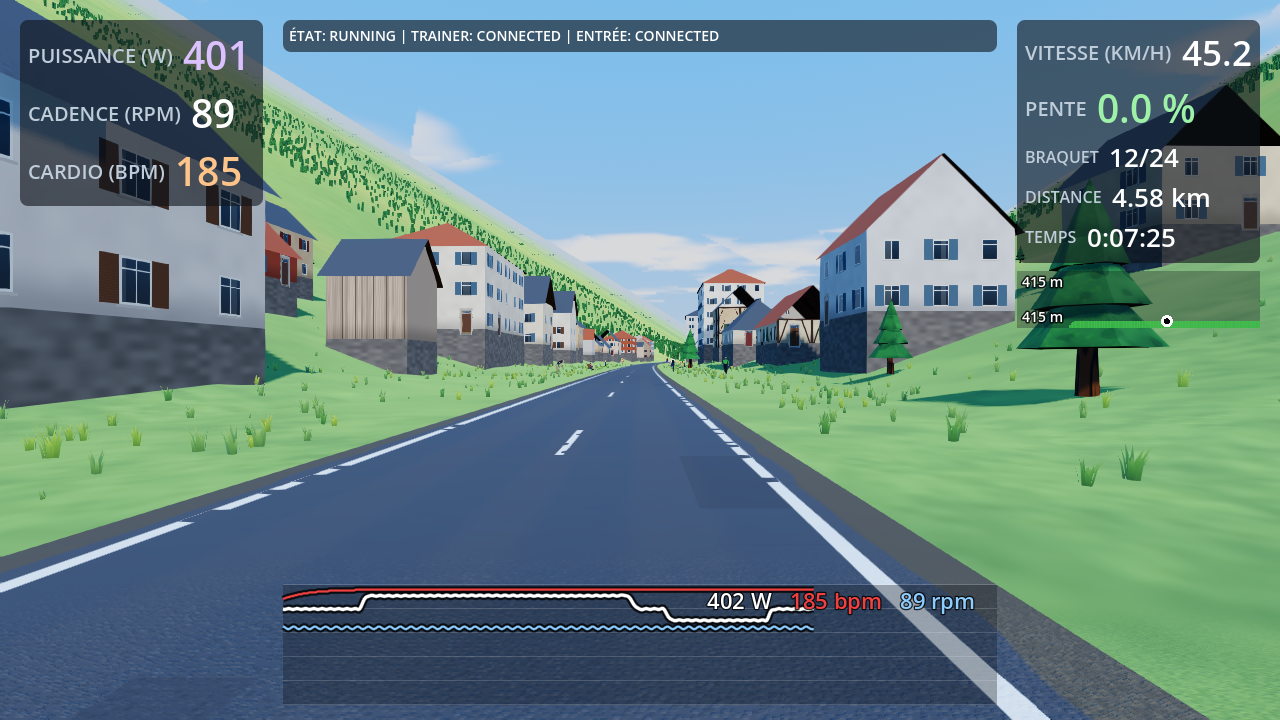 PUISSANCE (W) 401
CADENCE (RPM) 89
CARDIO (BPM) 185
ÉTAT: RUNNING | TRAINER: CONNECTED | ENTRÉE: CONNECTED
VITESSE (KM/H) 45.2
PENTE 0.0 %
BRAQUET 12/24
DISTANCE 4.58 km
TEMPS 0:07:25
415 m
415 m
402 W 185 bpm 89 rpm